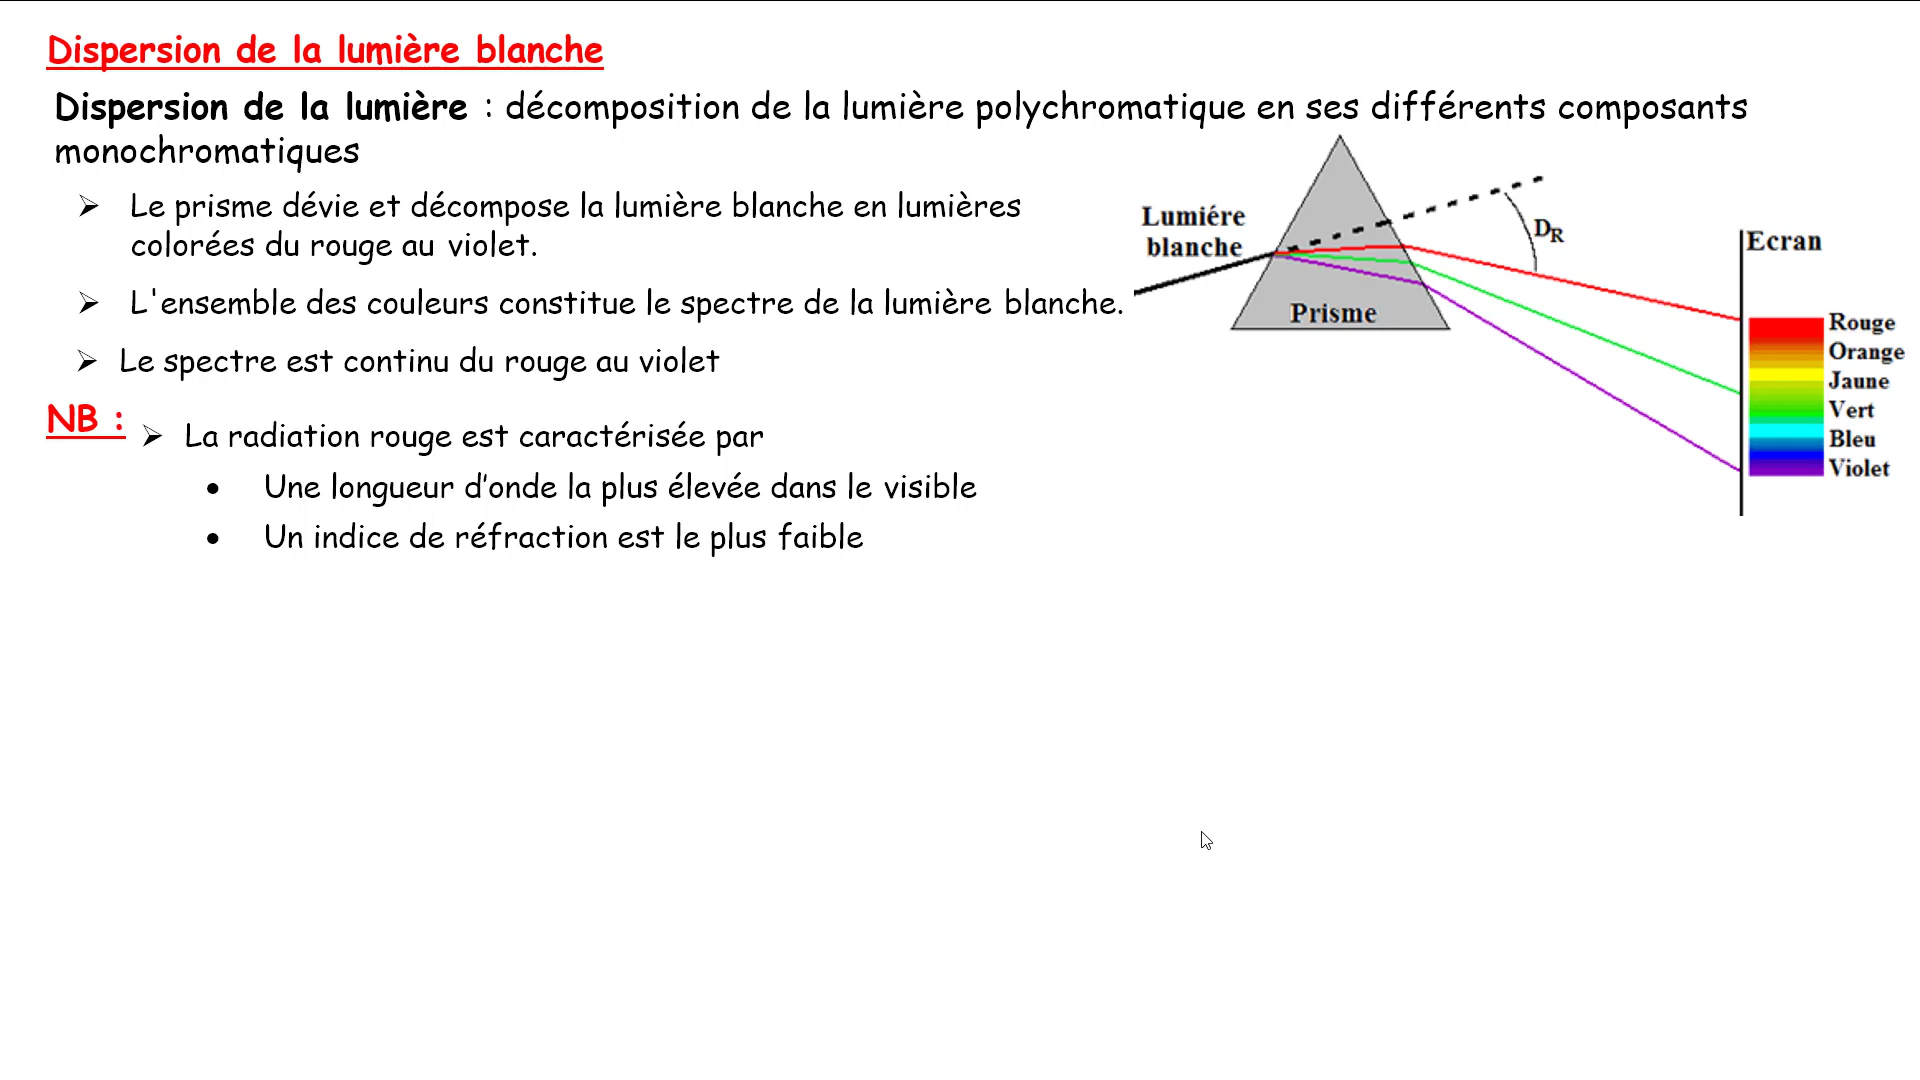 Dispersion de la lumière blanche
Dispersion de la lumière : décomposition de la lumière polychromatique en ses différents composants
monochromatiques
Le prisme dévie et décompose la lumière blanche en lumières
colorées du rouge au violet.
L'ensemble des couleurs constitue le spectre de la lumière blanche.
Le spectre est continu du rouge au violet
NB :
La radiation rouge est caractérisée par
Une longueur d’onde la plus élevée dans le visible
Un indice de réfraction est le plus faible
Lumiére
blanche
Prisme
DR
Ecran
Rouge
Orange
Jaune
Vert
Bleu
Violet